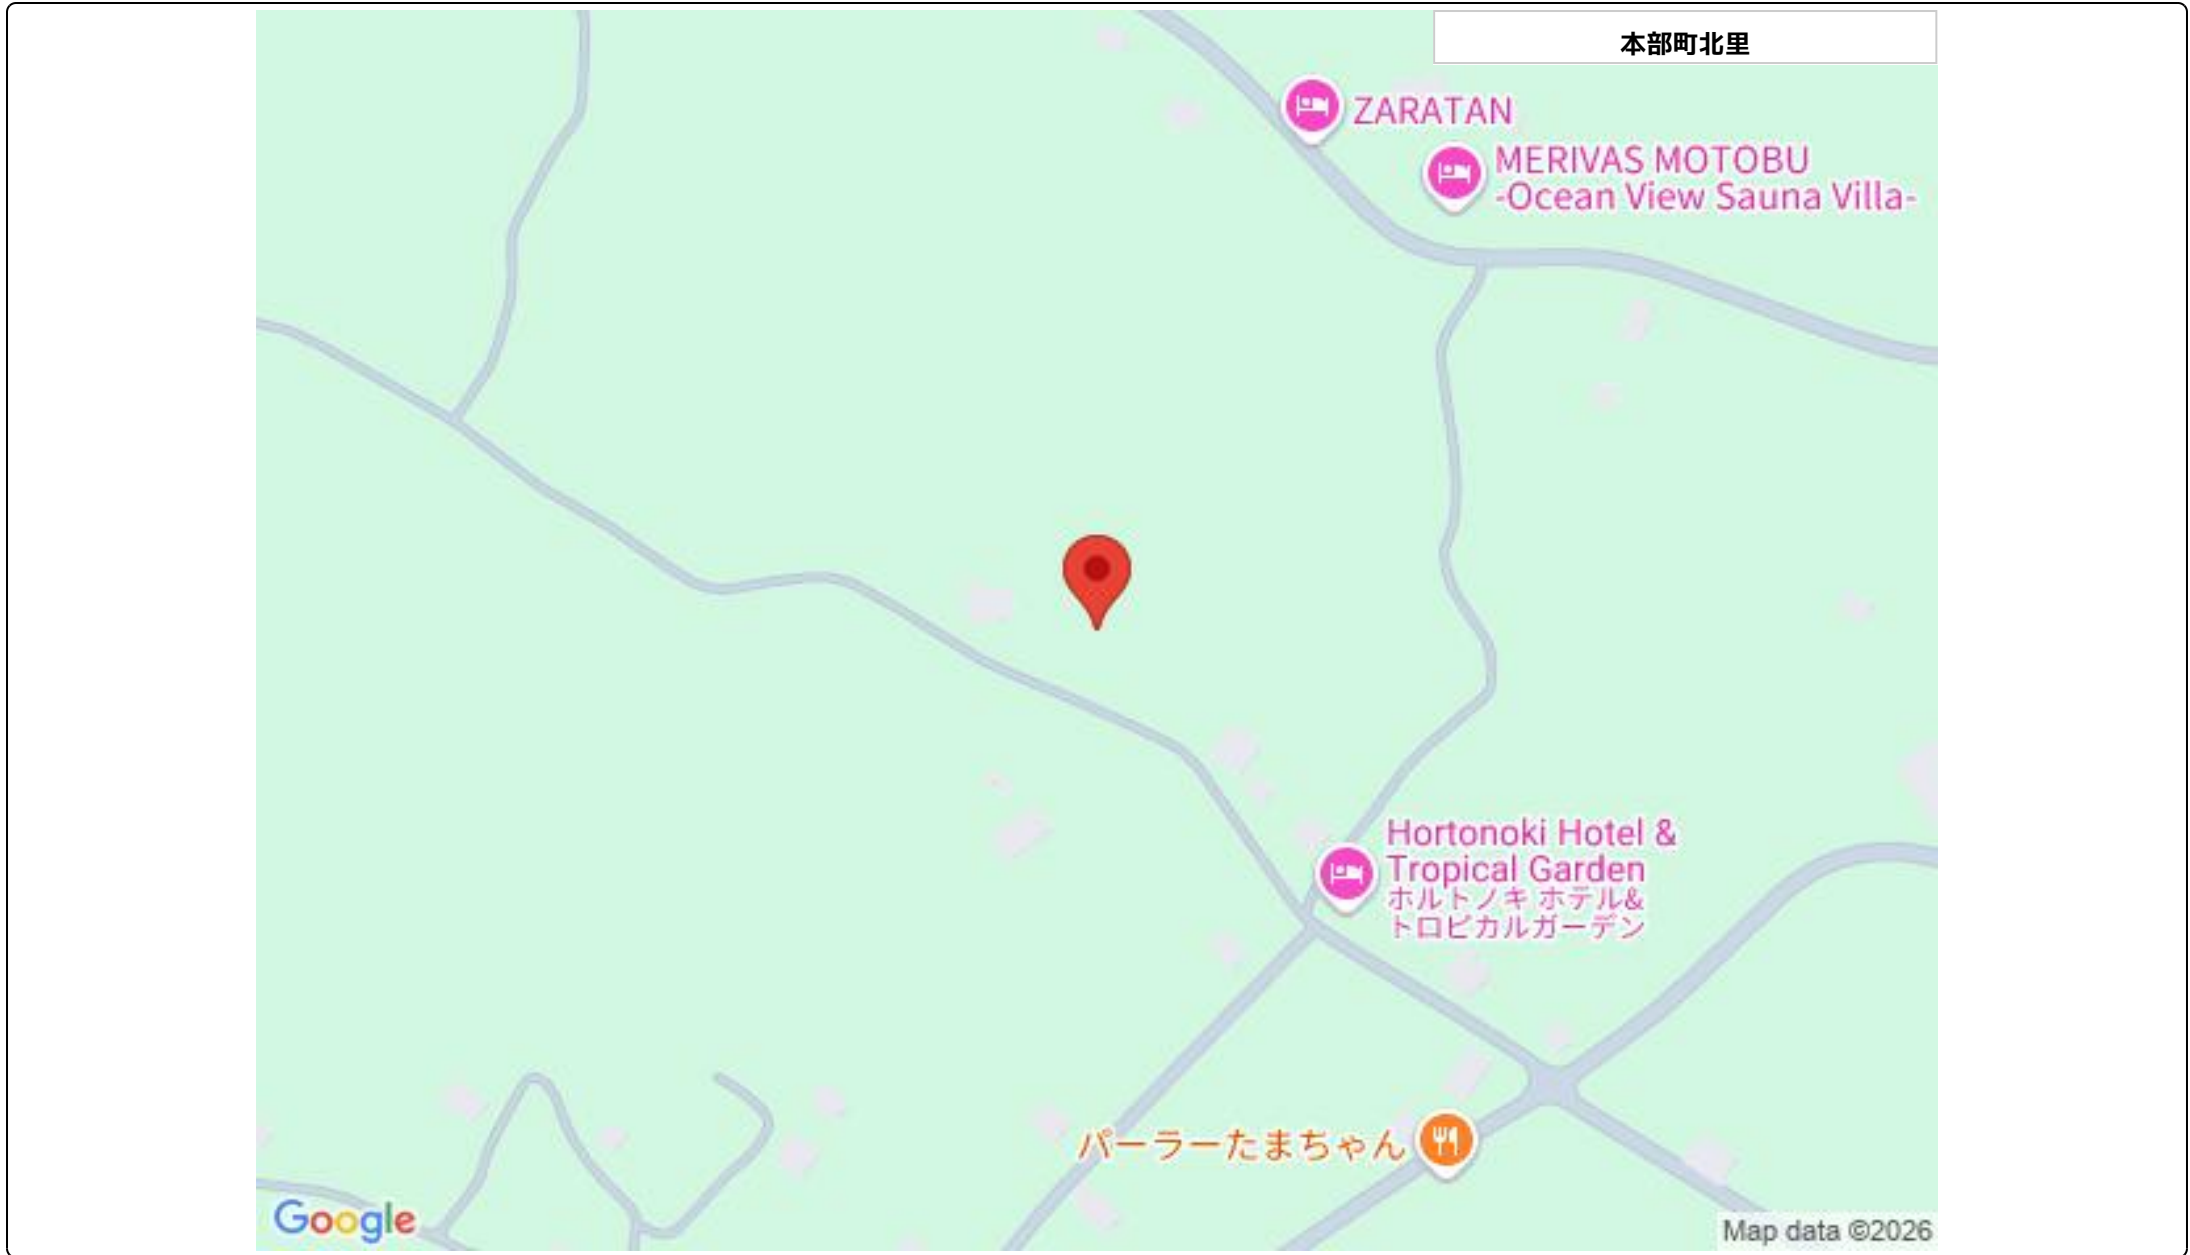 本部町北里
ZARATAN
MERIVAS MOTOBU
-Ocean View Sauna Villa-
Hortonoki Hotel &
Tropical Garden
ホルトノキ ホテル&
トロピカルガーデン
パーラーたまちゃん
Google
Map data ©2026